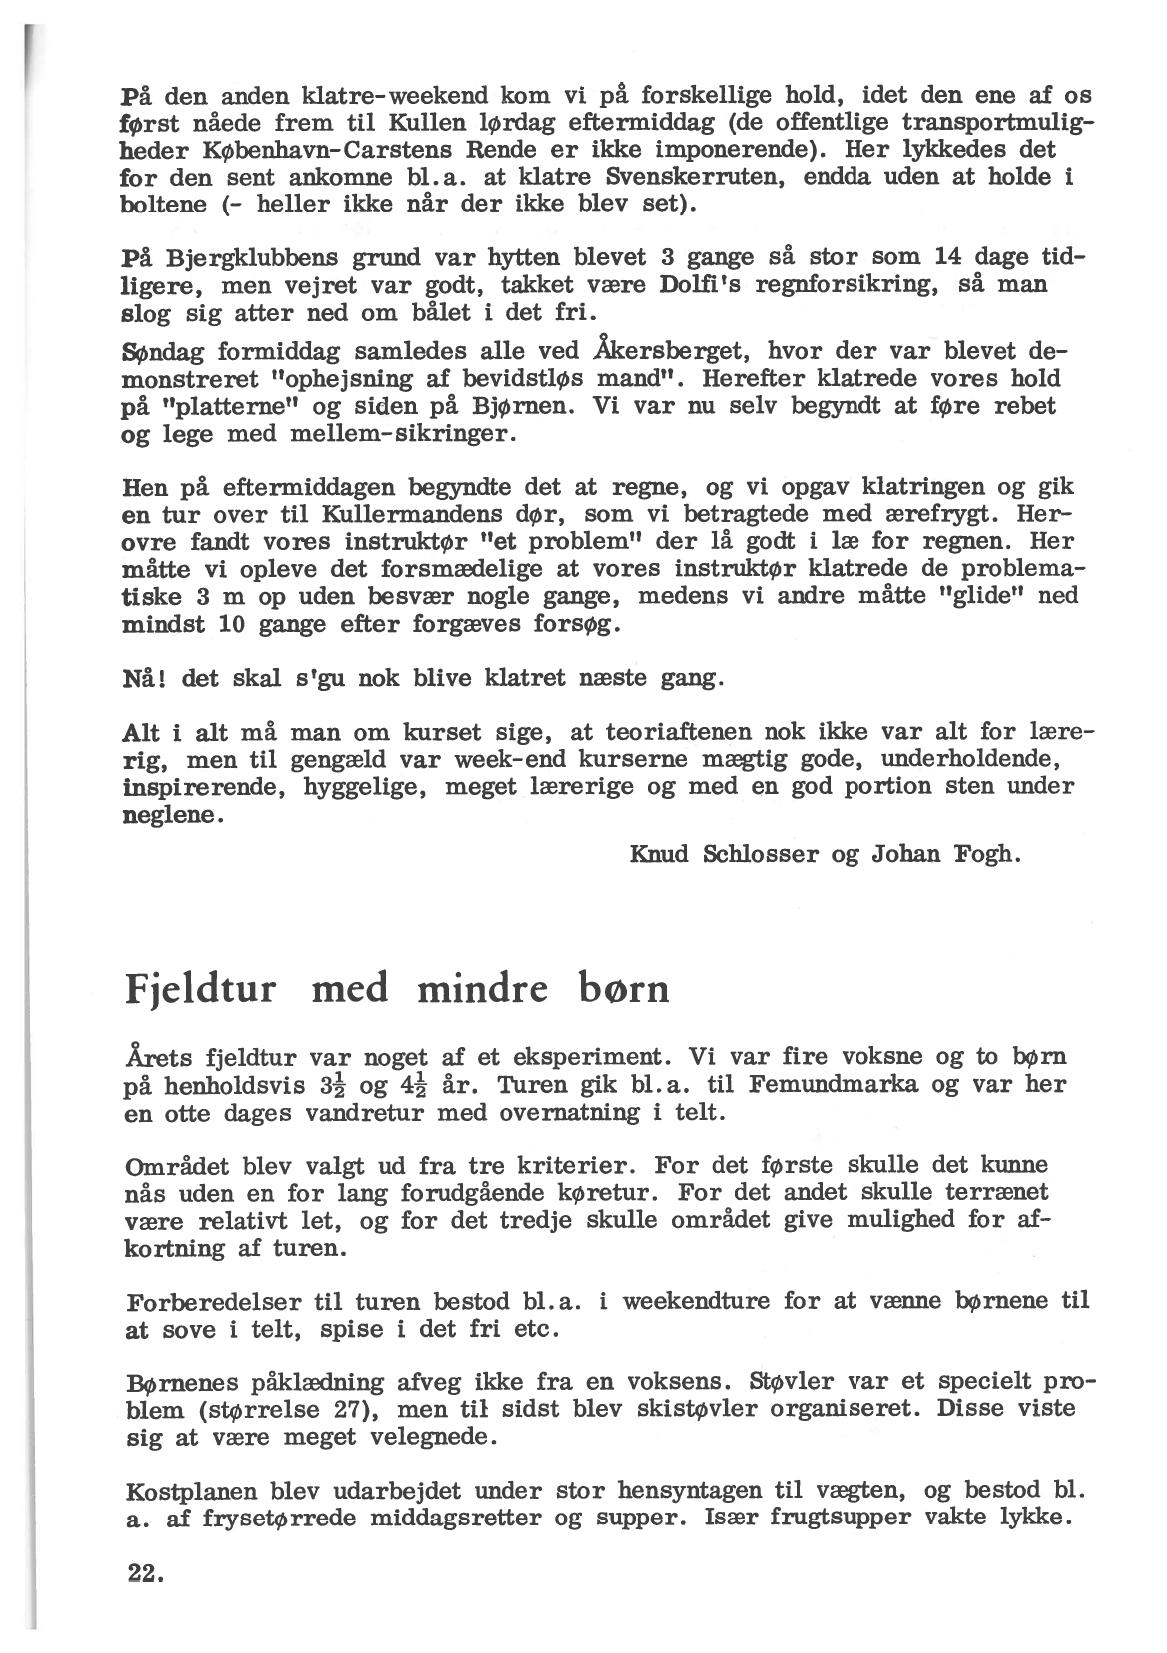 På den anden klatre-weekend kom vi på forskellige hold, idet den ene af os
først nåede frem til Kullen lørdag eftermiddag (de offentlige transportmulig-
heder København-Carstens Rende er ikke imponerende). Her lykkedes det
for den sent ankomne bl.a. at klatre Svenskerruten, endda uden at holde i
boltene (- heller ikke når der ikke blev set).
På Bjergklubbens grund var hytten blevet 3 gange så stor som 14 dage tid-
ligere, men vejret var godt, takket være Dolfi's regnforsikring, så man
slog sig atter ned om bålet i det fri.
Søndag formiddag samledes alle ved Åkersberget, hvor der var blevet de-
monstreret "ophejsning af bevidstløs mand". Herefter klatrede vores hold
på "platterne" og siden på Bjørnen. Vi var nu selv begyndt at føre rebet
og lege med mellem-sikringer.
Hen på eftermiddagen begyndte det at regne, og vi opgav klatringen og gik
en tur over til Kullermandens dør, som vi betragtede med ærefrygt. Her-
ovre fandt vores instruktør "et problem" der lå godt i læ for regnen. Her
måtte vi opleve det forsmædelige at vores instruktør klatrede de problema-
tiske 3 m op uden besvær nogle gange, medens vi andre måtte "glide" ned
mindst 10 gange efter forgæves forsøg.
Nå! det skal s'gu nok blive klatret næste gang.
Alt i alt må man om kurset sige, at teoriaftenen nok ikke var alt for lære-
rig, men til gengæld var week-end kurserne mægtig gode, underholdende,
inspirerende, hyggelige, meget lærerige og med en god portion sten under
neglene.
Knud Schlosser og Johan Fogh.
Fjeldtur med mindre børn
Årets fjeldtur var noget af et eksperiment. Vi var fire voksne og to børn
på henholdsvis 3½ og 4½ år. Turen gik bl.a. til Femundmarka og var her
en otte dages vandretur med overnatning i telt.
Området blev valgt ud fra tre kriterier. For det første skulle det kunne
nås uden en for lang forudgående køretur. For det andet skulle terrænet
være relativt let, og for det tredje skulle området give mulighed for af-
kortning af turen.
Forberedelser til turen bestod bl.a. i weekendture for at vænne børnene til
at sove i telt, spise i det fri etc.
Børnenes påklædning afveg ikke fra en voksens. Støvler var et specielt pro-
blem (størrelse 27), men til sidst blev skistøvler organiseret. Disse viste
sig at være meget velegnede.
Kostplanen blev udarbejdet under stor hensyntagen til vægten, og bestod bl.
a. af frysetørrede middagsretter og supper. Især frugtsupper vakte lykke.
22.